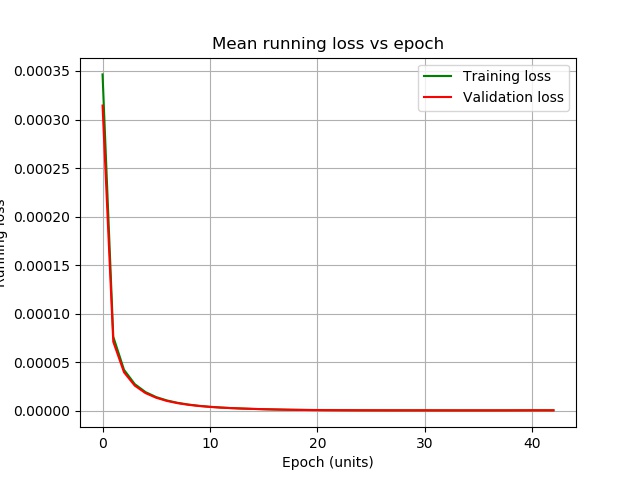 Mean running loss vs epoch
Training loss
Validation loss
0.00035
0.00030
0.00025
0.00020
0.00015
0.00010
0.00005
0.00000
Running loss
0
10
20
30
40
Epoch (units)